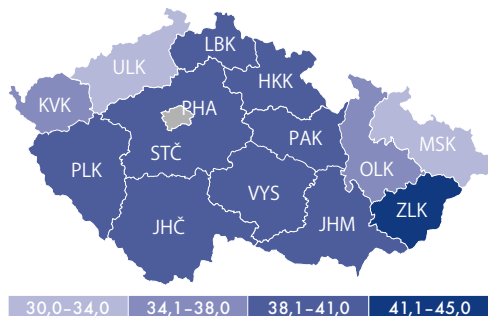 LBK
ULK
HKK
KVK
PHA
PAK
MSK
STČ
OLK
PLK
VYS
ZLK
JHČ
JHM
30,0–34,0 34,1–38,0 38,1–41,0 41,1–45,0